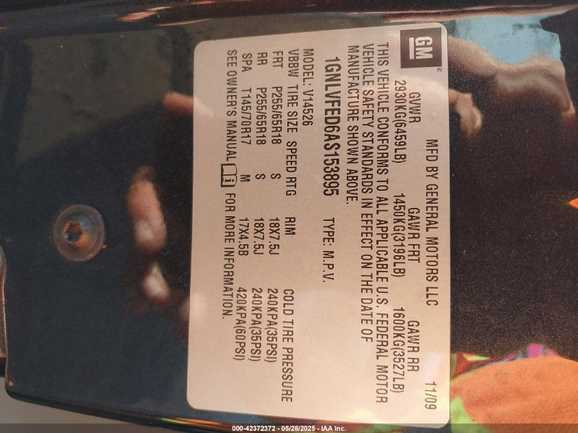 GM
MFD BY GENERAL MOTORS LLC 11/09
GVWR GAWR FRT GAWR RR
2930KG(6459LB) 1450KG(3196LB) 1600KG(3527LB)
THIS VEHICLE CONFORMS TO ALL APPLICABLE U.S. FEDERAL MOTOR
VEHICLE SAFETY STANDARDS IN EFFECT ON THE DATE OF
MANUFACTURE SHOWN ABOVE.
1GNLVFED6AS153895 TYPE: M.P.V.
MODEL: V14526
VBBW TIRE SIZE SPEED RTG RIM COLD TIRE PRESSURE
FRT P255/65R18 S 18X7.5J 240KPA(35PSI)
RR P255/65R18 S 18X7.5J 240KPA(35PSI)
SPA T145/70R17 M 17X4.5B 420KPA(60PSI)
SEE OWNER'S MANUAL i FOR MORE INFORMATION.
000-42372372 - 05/26/2025 - IAA Inc.